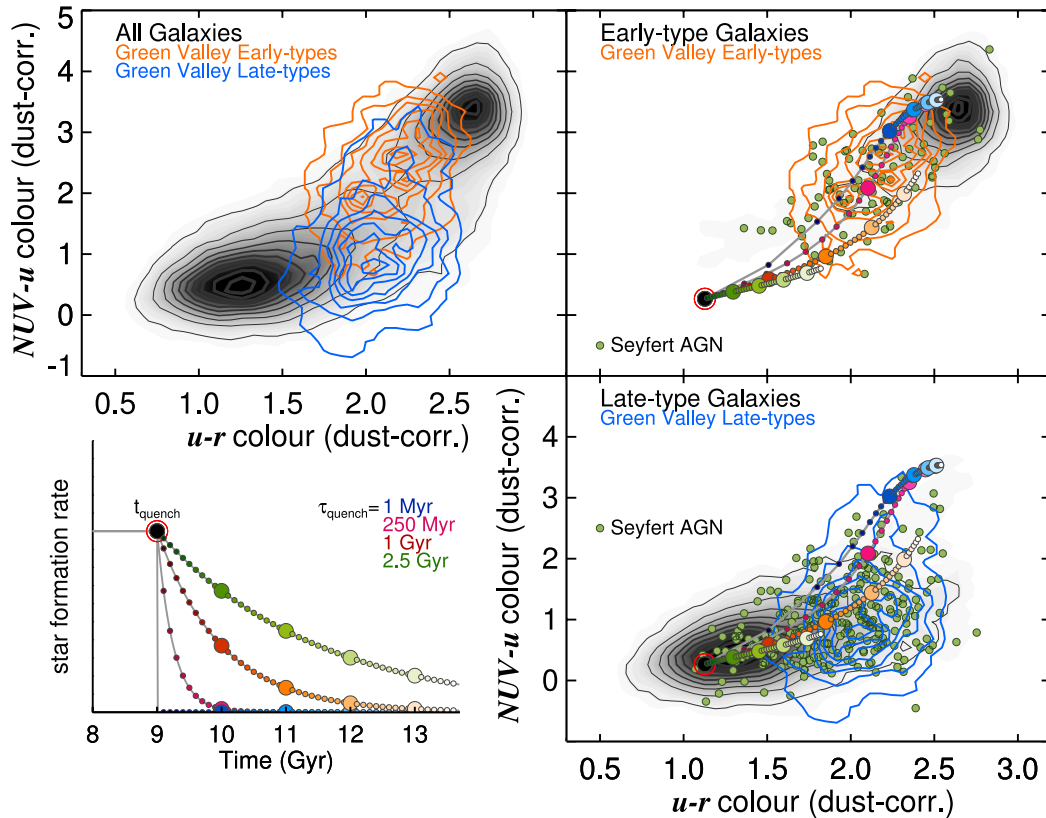 All Galaxies
Green Valley Early-types
Green Valley Late-types
NUV-u colour (dust-corr.)
5
4
3
2
1
0
-1
0.5 1.0 1.5 2.0 2.5
u-r colour (dust-corr.)
Early-type Galaxies
Green Valley Early-types
Seyfert AGN
Late-type Galaxies
Green Valley Late-types
Seyfert AGN
NUV-u colour (dust-corr.)
4
3
2
1
0
0.5 1.0 1.5 2.0 2.5 3.0
u-r colour (dust-corr.)
star formation rate
tquench
τquench= 1 Myr
250 Myr
1 Gyr
2.5 Gyr
8 9 10 11 12 13
Time (Gyr)